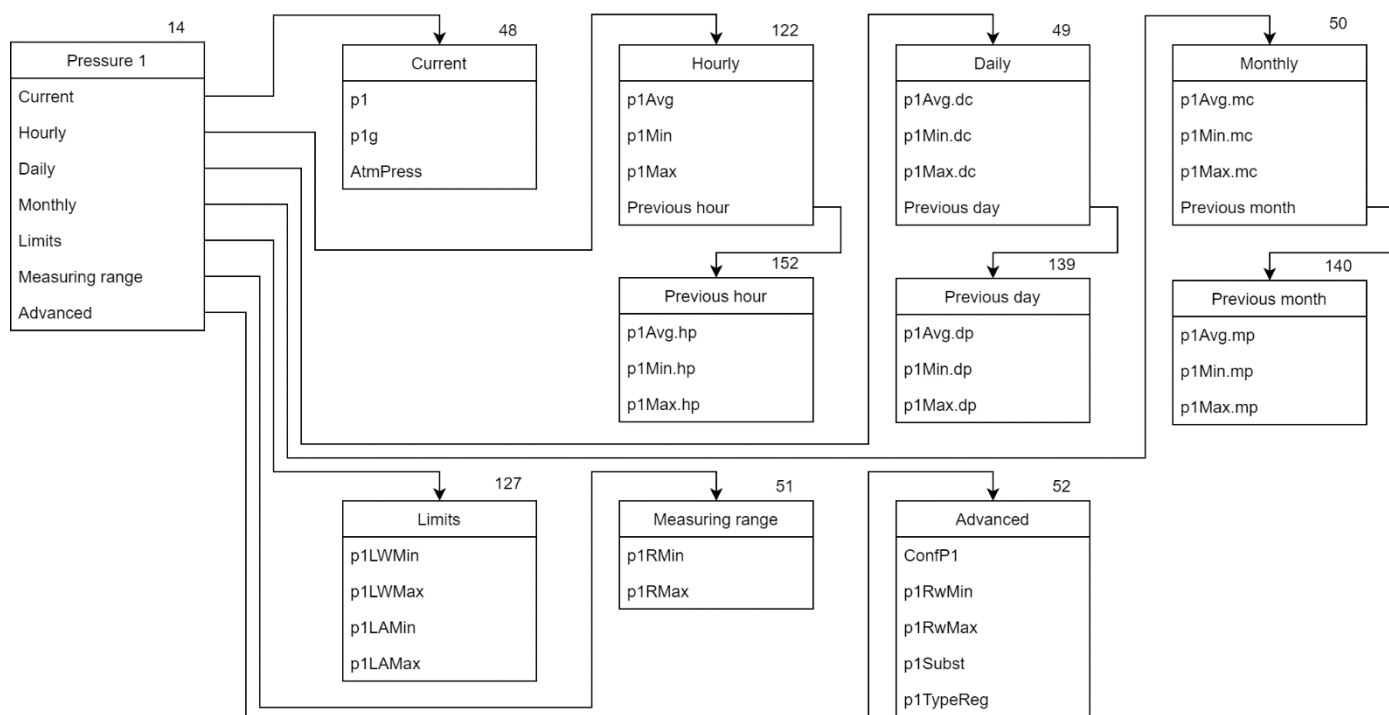 14
Pressure 1
Current
Hourly
Daily
Monthly
Limits
Measuring range
Advanced
48
Current
p1
p1g
AtmPress
122
Hourly
p1Avg
p1Min
p1Max
Previous hour
49
Daily
p1Avg.dc
p1Min.dc
p1Max.dc
Previous day
50
Monthly
p1Avg.mc
p1Min.mc
p1Max.mc
Previous month
152
Previous hour
p1Avg.hp
p1Min.hp
p1Max.hp
139
Previous day
p1Avg.dp
p1Min.dp
p1Max.dp
140
Previous month
p1Avg.mp
p1Min.mp
p1Max.mp
127
Limits
p1LWMin
p1LWMax
p1LAMin
p1LAMax
51
Measuring range
p1RMin
p1RMax
52
Advanced
ConfP1
p1RwMin
p1RwMax
p1Subst
p1TypeReg